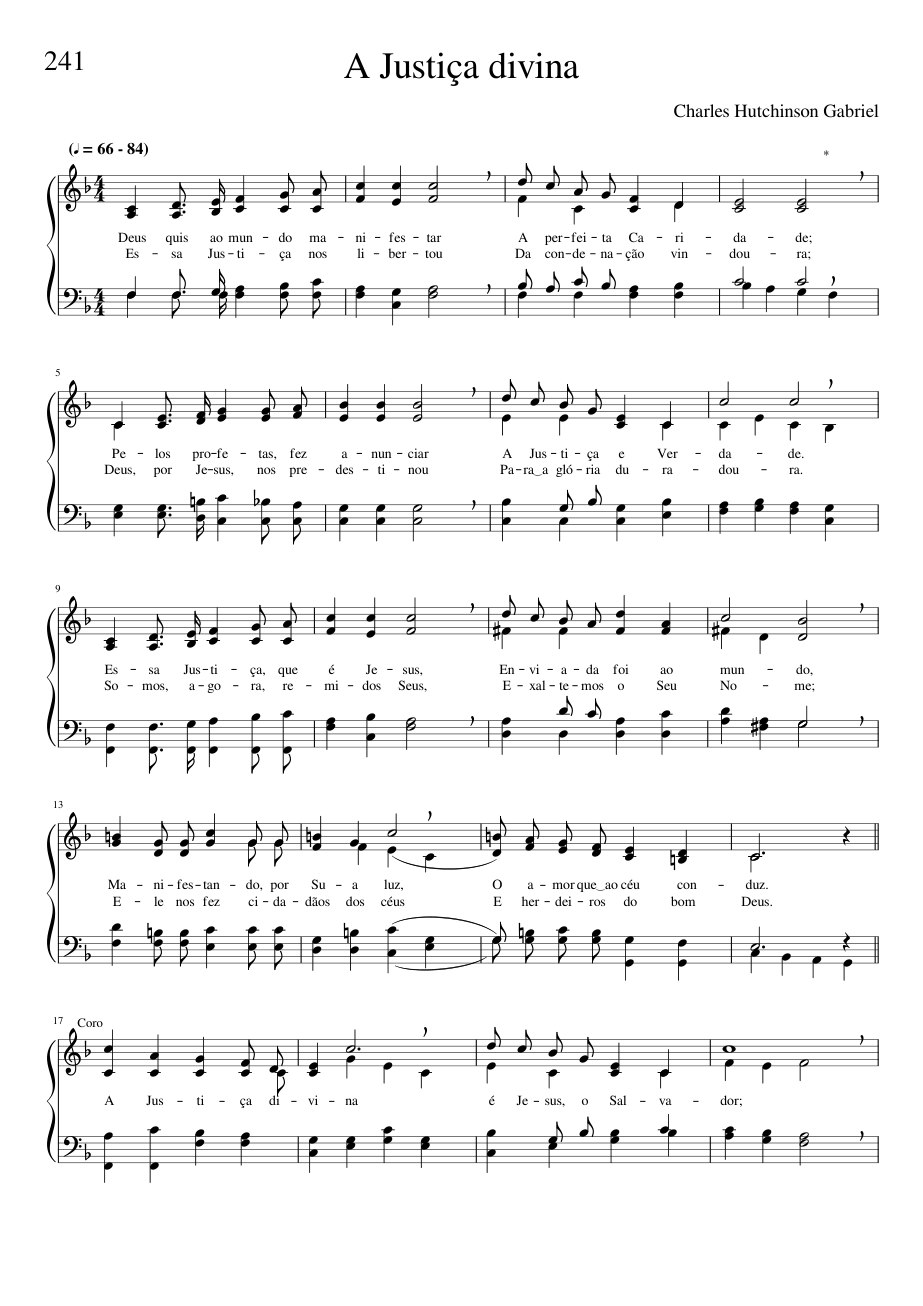 241
A Justiça divina
Charles Hutchinson Gabriel
(♩ = 66 - 84)
*
Deus quis ao mun - do ma - ni - fes - tar A per - fei - ta Ca - ri - da - de;
Es - sa Jus - ti - ça nos li - ber - tou Da con - de - na - ção vin - dou - ra;
5
Pe - los pro - fe - tas, fez a - nun - ciar A Jus - ti - ça e Ver - da - de.
Deus, por Je - sus, nos pre - des - ti - nou Pa - ra_a gló - ria du - ra - dou - ra.
9
Es - sa Jus - ti - ça, que é Je - sus, En - vi - a - da foi ao mun - do,
So - mos, a - go - ra, re - mi - dos Seus, E - xal - te - mos o Seu No - me;
13
Ma - ni - fes - tan - do, por Su - a luz, O a - mor que_ao céu con - duz.
E - le nos fez ci - da - dãos dos céus E her - dei - ros do bom Deus.
17 Coro
A Jus - ti - ça di - vi - na é Je - sus, o Sal - va - dor;